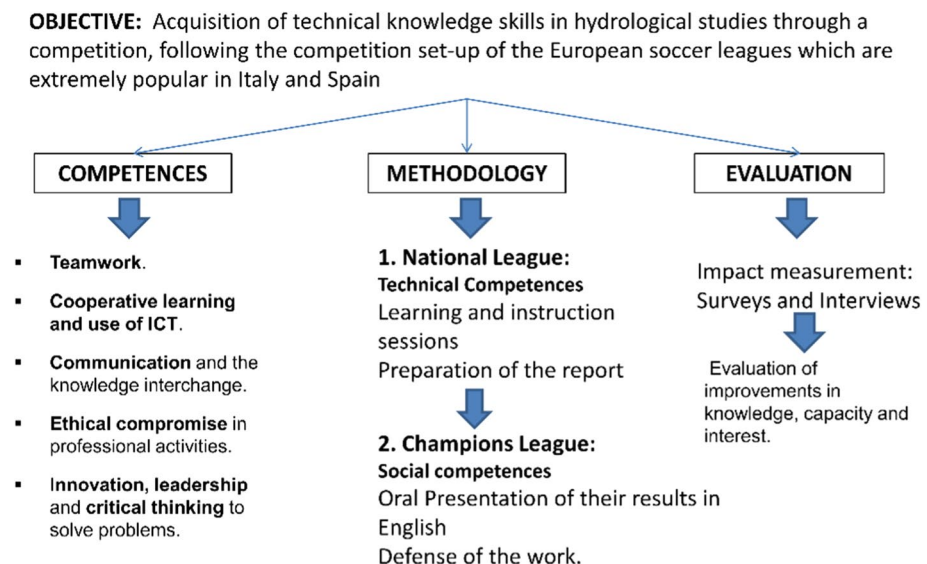 OBJECTIVE: Acquisition of technical knowledge skills in hydrological studies through a
competition, following the competition set-up of the European soccer leagues which are
extremely popular in Italy and Spain
COMPETENCES
▪ Teamwork.
▪ Cooperative learning
and use of ICT.
▪ Communication and the
knowledge interchange.
▪ Ethical compromise in
professional activities.
▪ Innovation, leadership
and critical thinking to
solve problems.
METHODOLOGY
1. National League:
Technical Competences
Learning and instruction
sessions
Preparation of the report
2. Champions League:
Social competences
Oral Presentation of their results in
English
Defense of the work.
EVALUATION
Impact measurement:
Surveys and Interviews
Evaluation of
improvements in
knowledge, capacity and
interest.